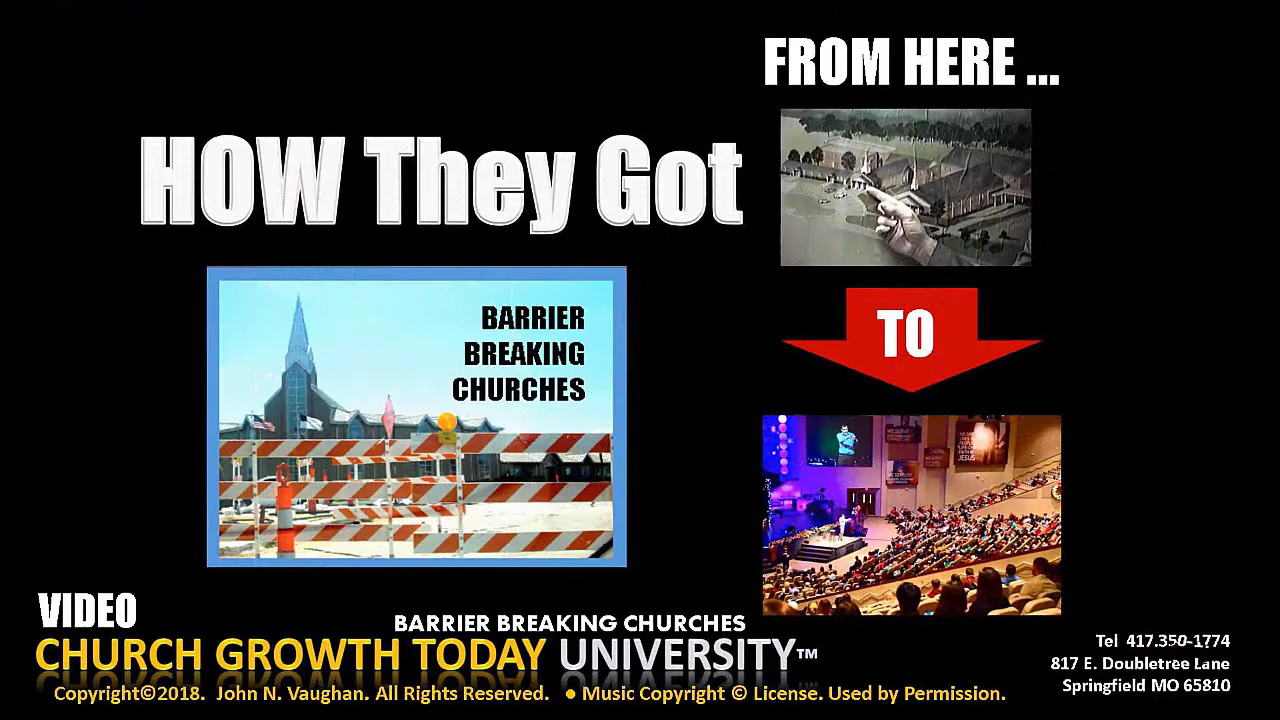 FROM HERE ...
HOW They Got
BARRIER
BREAKING
CHURCHES
TO
JESUS
VIDEO
BARRIER BREAKING CHURCHES
CHURCH GROWTH TODAY UNIVERSITY™
Copyright©2018. John N. Vaughan. All Rights Reserved. ● Music Copyright © License. Used by Permission.
Tel 417.350-1774
817 E. Doubletree Lane
Springfield MO 65810